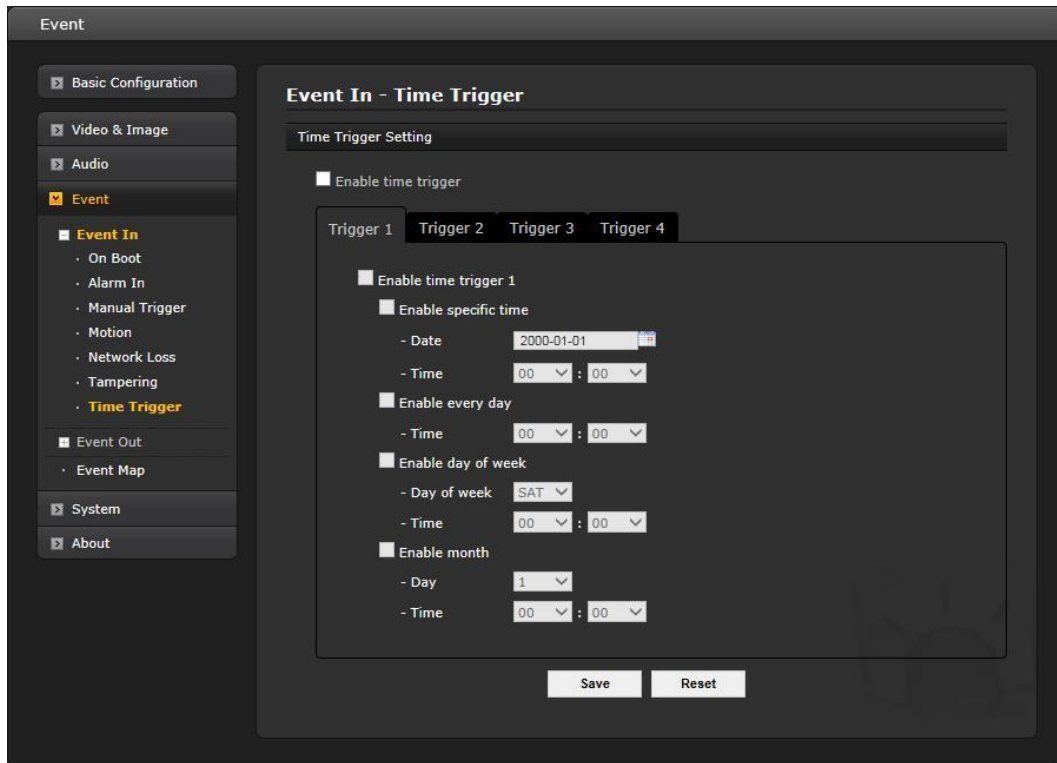 Event
Basic Configuration
Video & Image
Audio
Event
Event In
· On Boot
· Alarm In
· Manual Trigger
· Motion
· Network Loss
· Tampering
· Time Trigger
Event Out
· Event Map
System
About
Event In - Time Trigger
Time Trigger Setting
Enable time trigger
Trigger 1 Trigger 2 Trigger 3 Trigger 4
Enable time trigger 1
Enable specific time
- Date 2000-01-01
- Time 00 : 00
Enable every day
- Time 00 : 00
Enable day of week
- Day of week SAT
- Time 00 : 00
Enable month
- Day 1
- Time 00 : 00
Save Reset